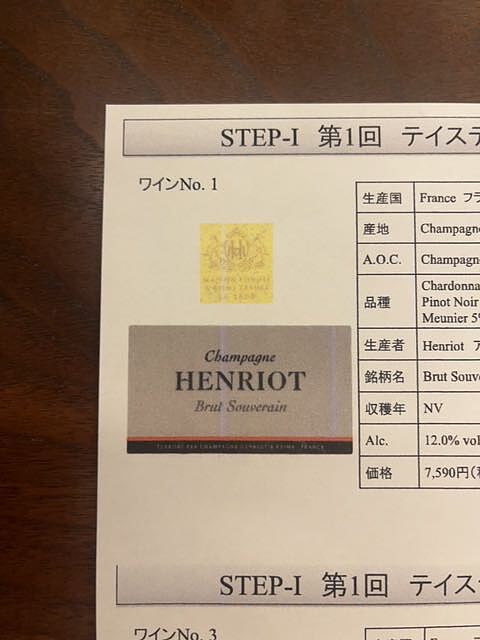 STEP-I 第1回 テイステ
ワインNo. 1
生産国 France フラ
産地 Champagne
A.O.C. Champagn
品種 Chardonna
Pinot Noir
Meunier 5%
生産者 Henriot ア
銘柄名 Brut Souve
収穫年 NV
Alc. 12.0% vol
価格 7,590円(
Champagne
HENRIOT
Brut Souverain
STEP-I 第1回 テイス
ワインNo. 3